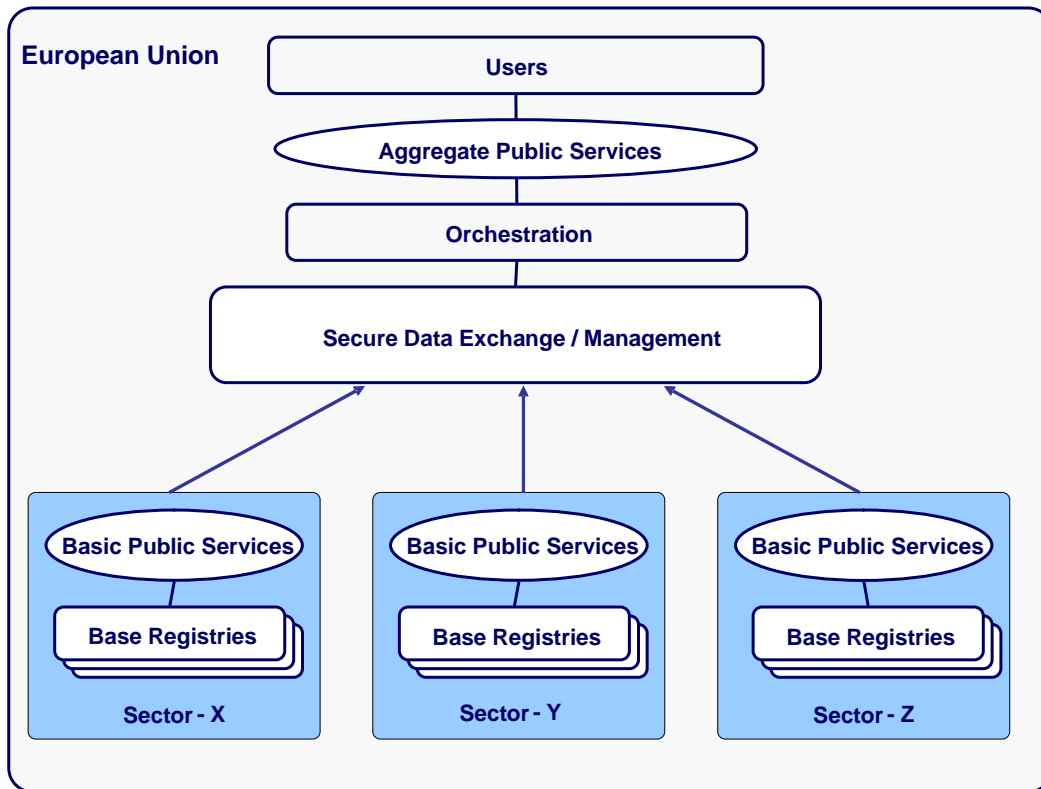 European Union
Users
Aggregate Public Services
Orchestration
Secure Data Exchange / Management
Basic Public Services
Basic Public Services
Basic Public Services
Base Registries
Base Registries
Base Registries
Sector - X
Sector - Y
Sector - Z